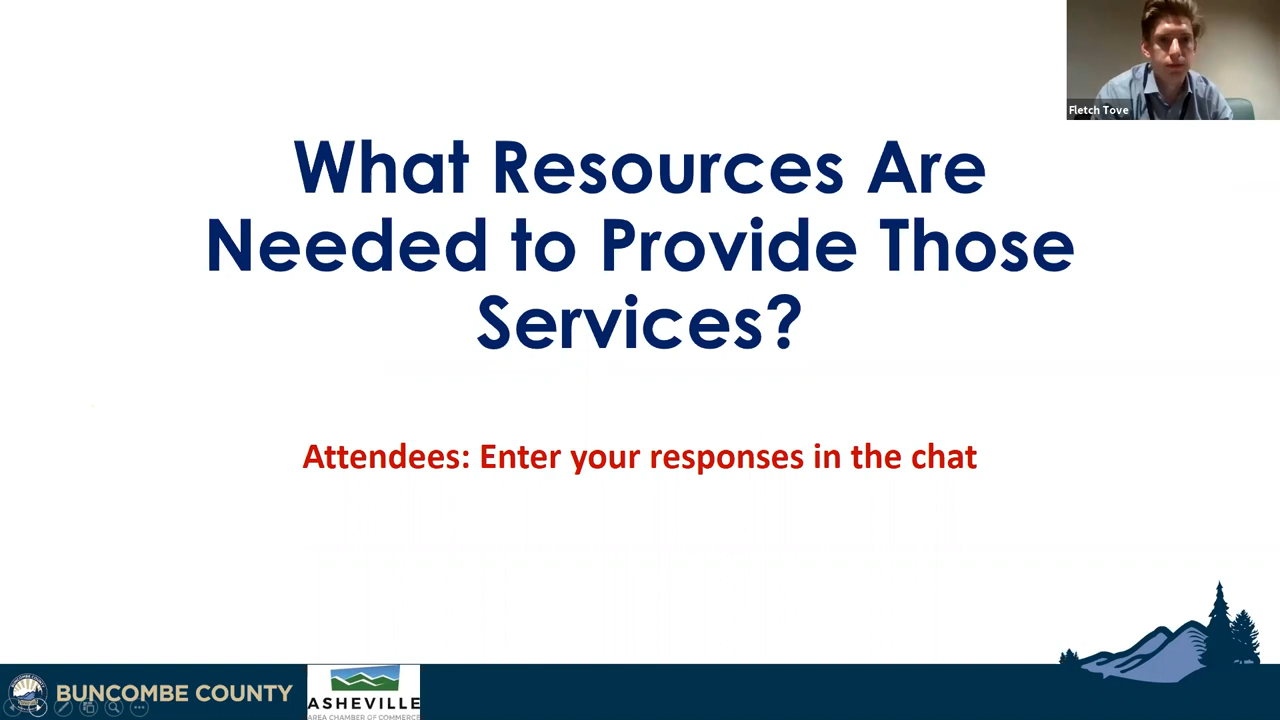 Fletch Tove
What Resources Are
Needed to Provide Those
Services?
Attendees: Enter your responses in the chat
BUNCOMBE COUNTY
ASHEVILLE
AREA CHAMBER OF COMMERCE